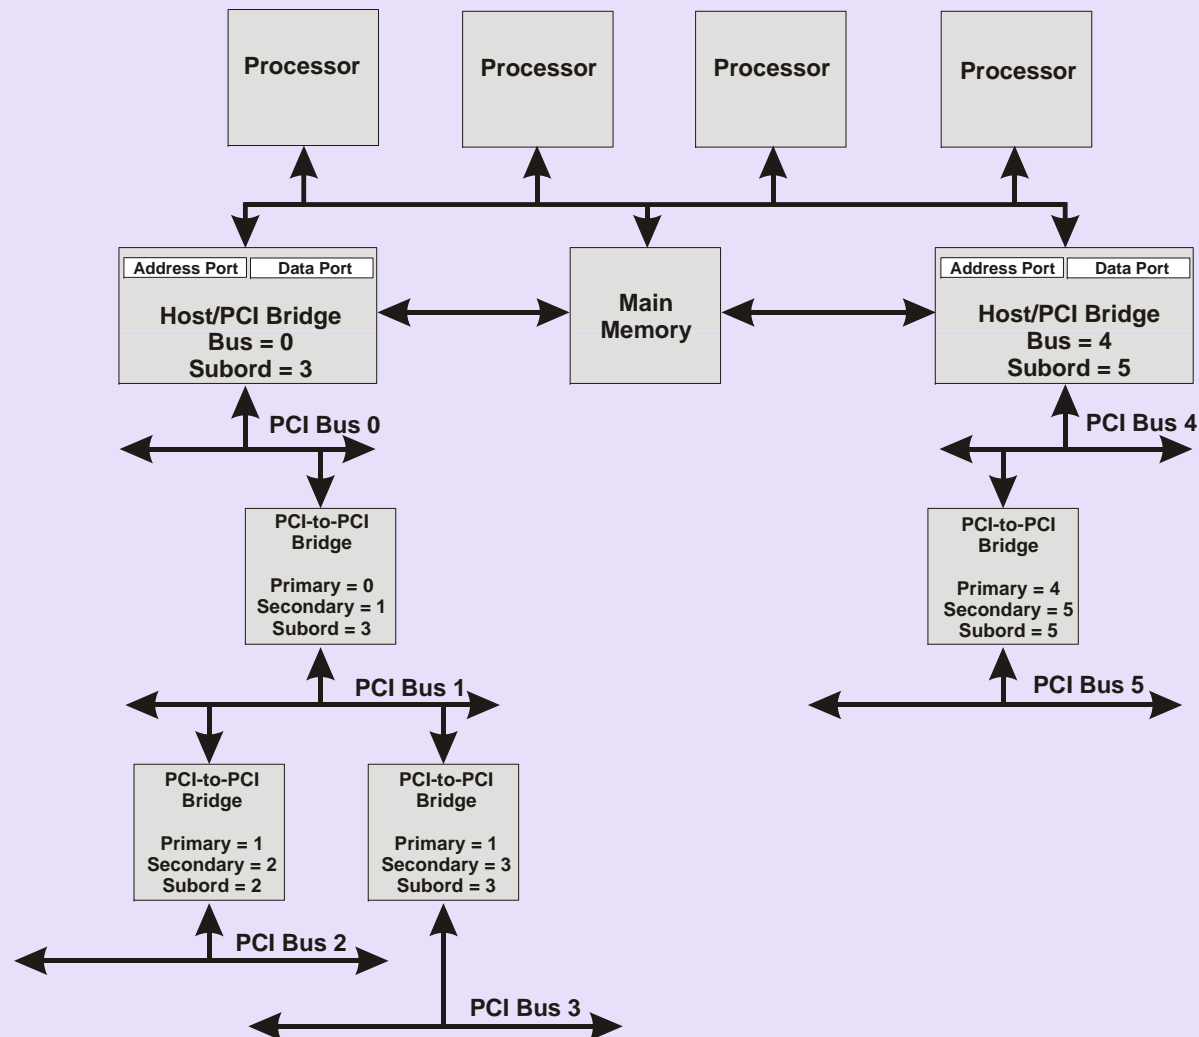 Processor
Processor
Processor
Processor
Address Port
Data Port
Host/PCI Bridge
Bus = 0
Subord = 3
Main
Memory
Address Port
Data Port
Host/PCI Bridge
Bus = 4
Subord = 5
PCI Bus 0
PCI Bus 4
PCI-to-PCI
Bridge
Primary = 0
Secondary = 1
Subord = 3
PCI-to-PCI
Bridge
Primary = 4
Secondary = 5
Subord = 5
PCI Bus 1
PCI Bus 5
PCI-to-PCI
Bridge
Primary = 1
Secondary = 2
Subord = 2
PCI-to-PCI
Bridge
Primary = 1
Secondary = 3
Subord = 3
PCI Bus 2
PCI Bus 3